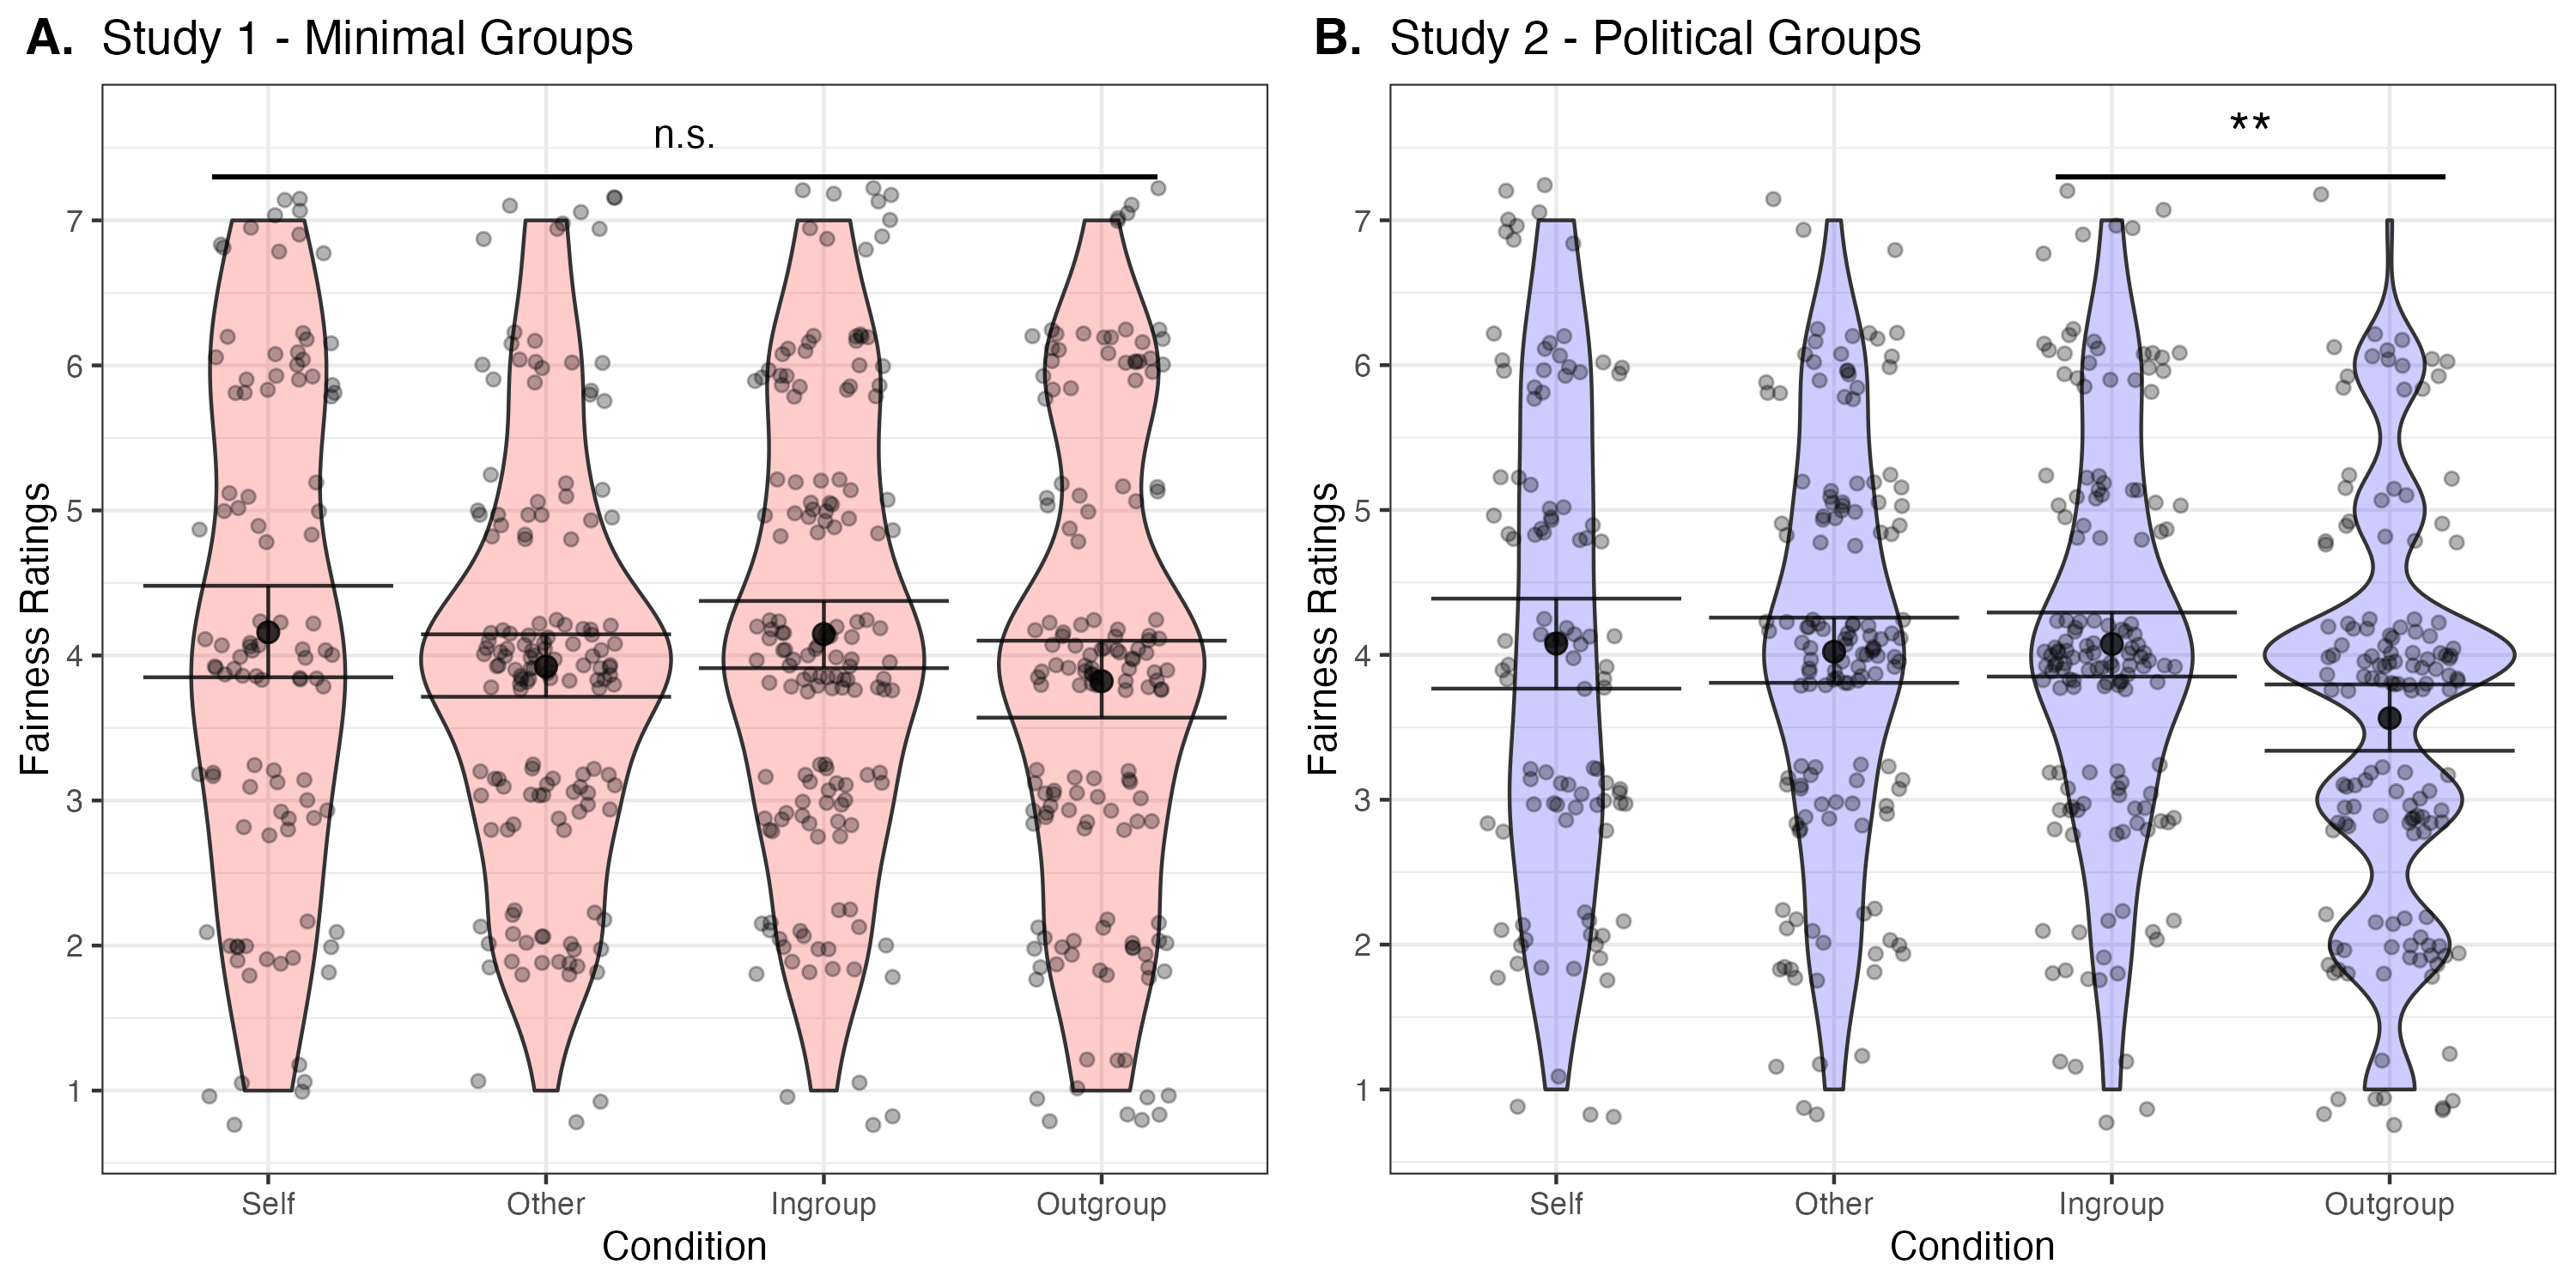 A. Study 1 - Minimal Groups
n.s.
7
6
5
4
3
2
1
Fairness Ratings
Self Other Ingroup Outgroup
Condition
B. Study 2 - Political Groups
**
7
6
5
4
3
2
1
Fairness Ratings
Self Other Ingroup Outgroup
Condition